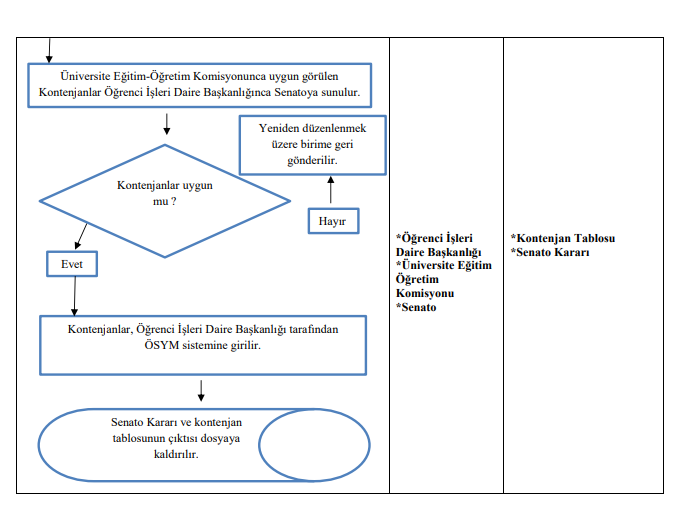 Üniversite Eğitim-Öğretim Komisyonunca uygun görülen
Kontenjanlar Öğrenci İşleri Daire Başkanlığınca Senatoya sunulur.
Yeniden düzenlenmek
üzere birime geri
gönderilir.
Kontenjanlar uygun
mu ?
Hayır
Evet
Kontenjanlar, Öğrenci İşleri Daire Başkanlığı tarafından
ÖSYM sistemine girilir.
Senato Kararı ve kontenjan
tablosunun çıktısı dosyaya
kaldırılır.
*Öğrenci İşleri
Daire Başkanlığı
*Üniversite Eğitim
Öğretim
Komisyonu
*Senato
*Kontenjan Tablosu
*Senato Kararı